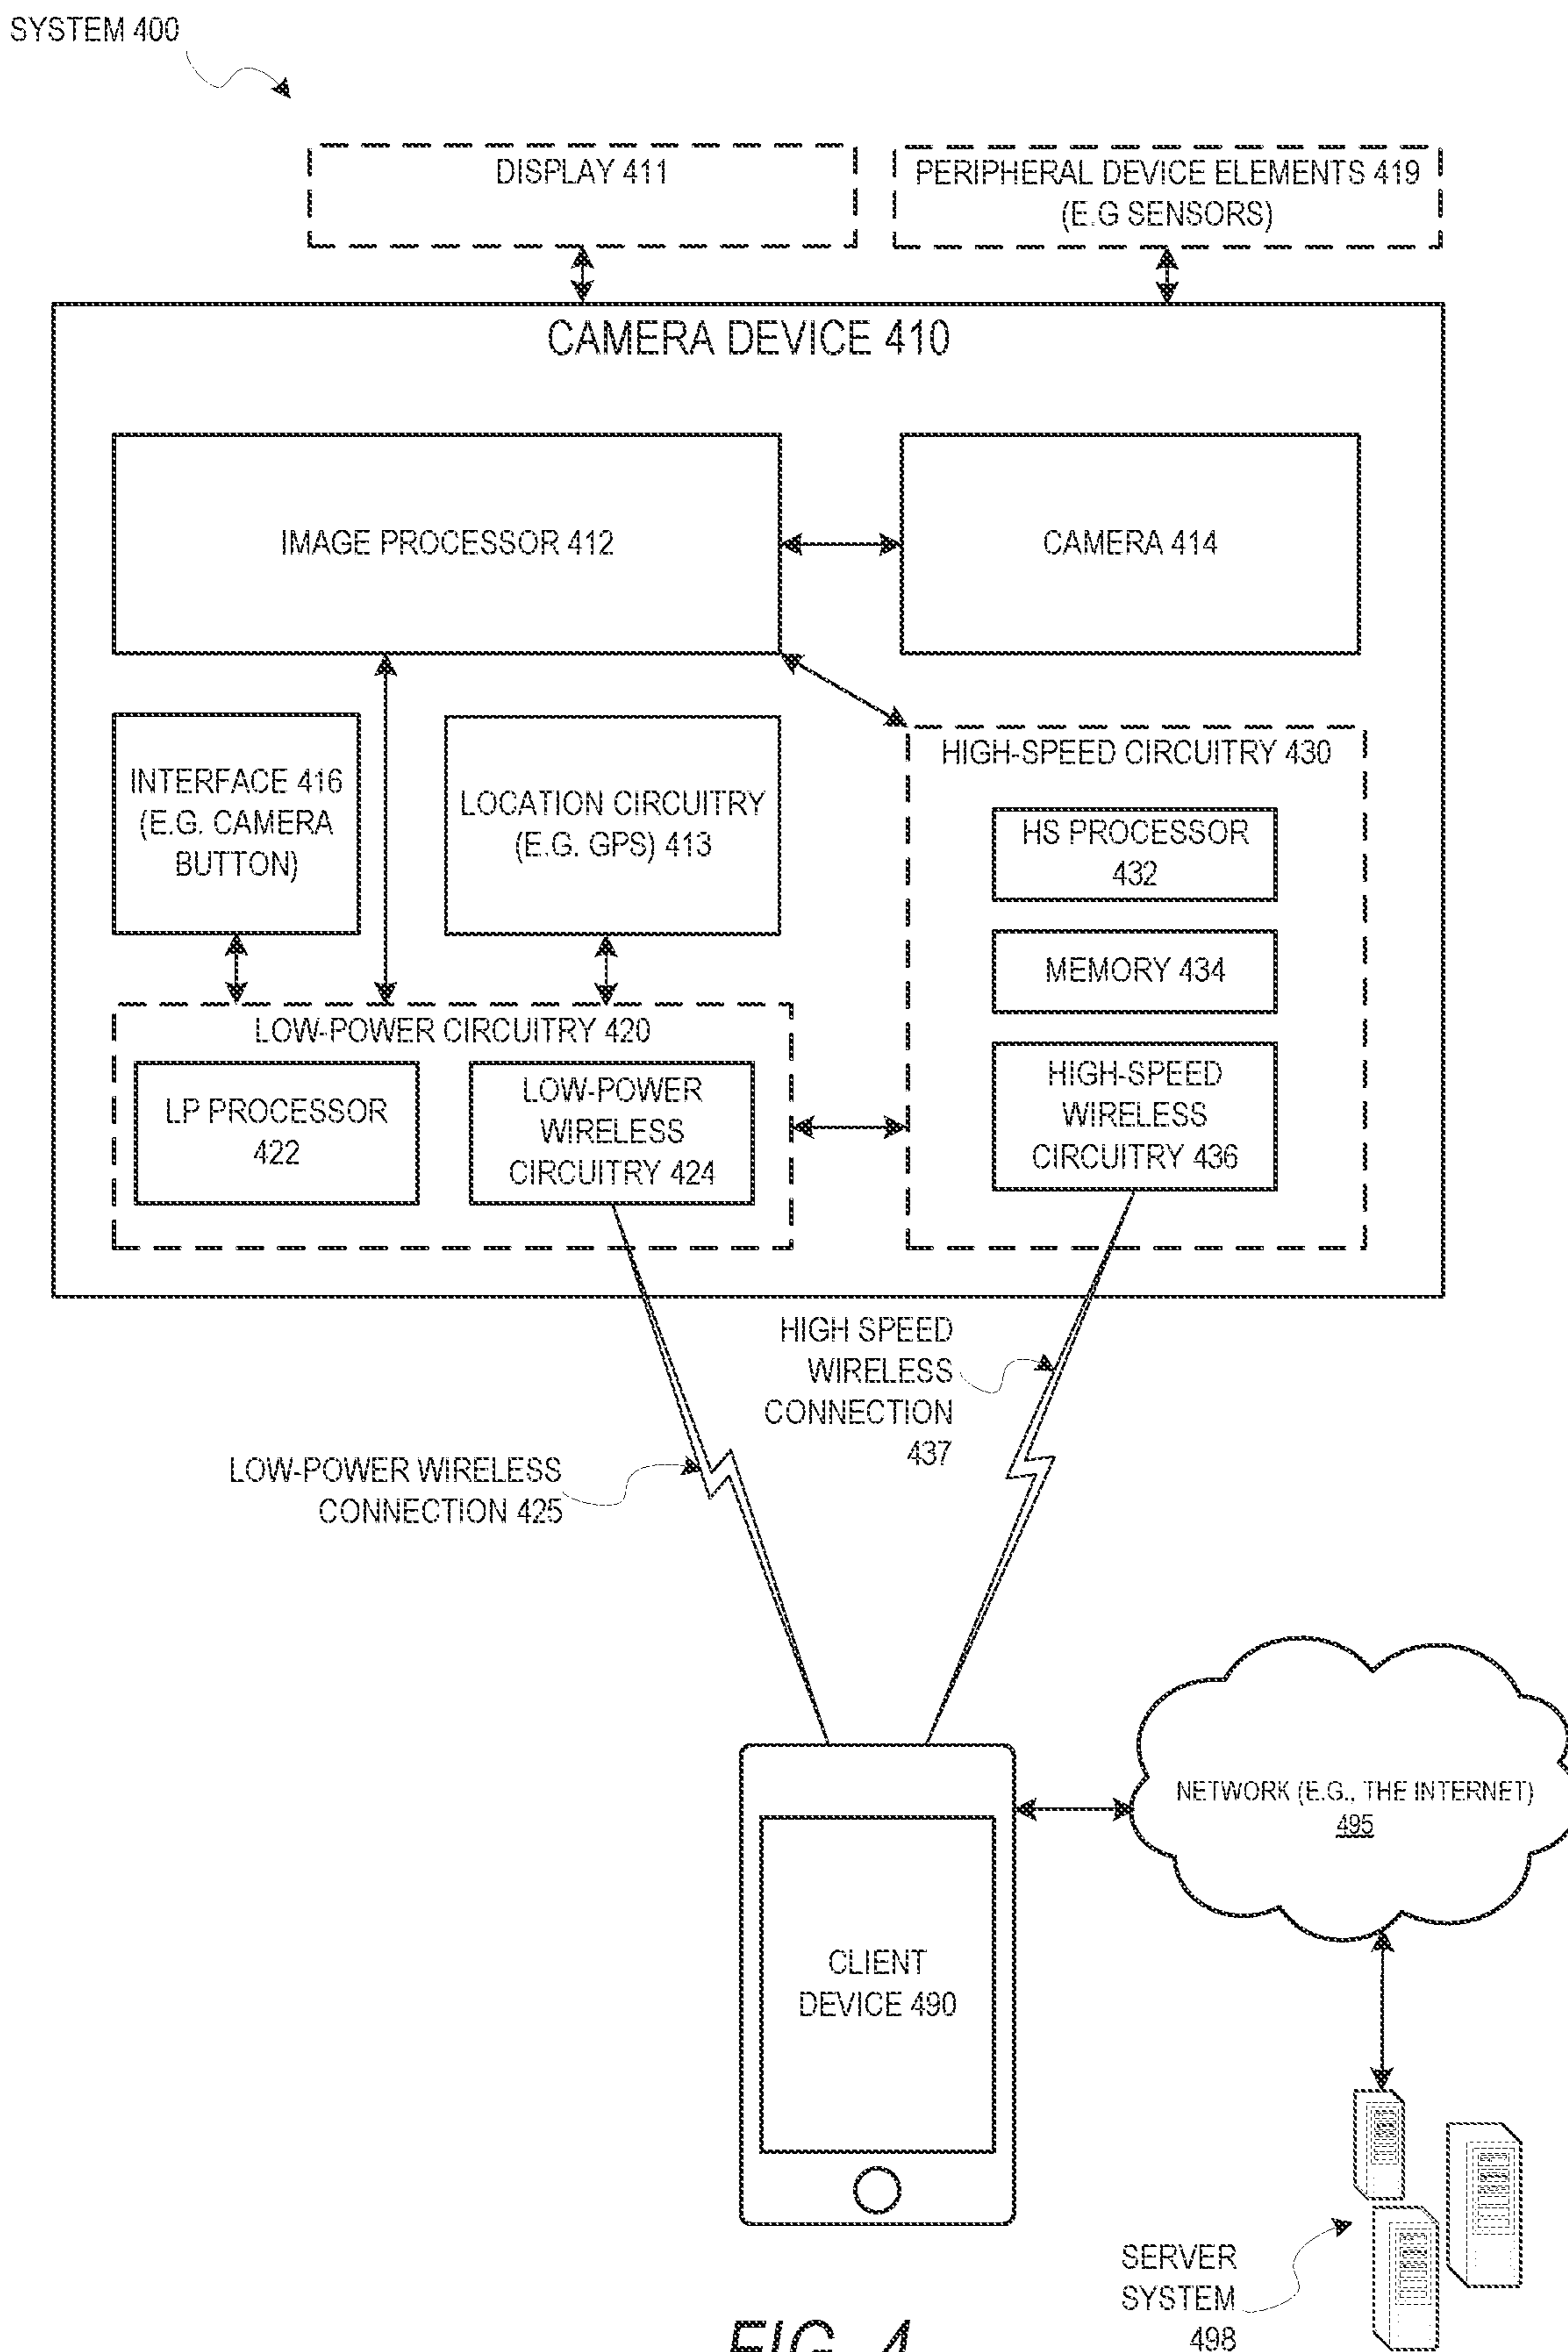 SYSTEM 400
DISPLAY 411
PERIPHERAL DEVICE ELEMENTS 419
(E.G SENSORS)
CAMERA DEVICE 410
IMAGE PROCESSOR 412
CAMERA 414
INTERFACE 416
(E.G. CAMERA
BUTTON)
LOCATION CIRCUITRY
(E.G. GPS) 413
HIGH-SPEED CIRCUITRY 430
HS PROCESSOR
432
MEMORY 434
HIGH-SPEED
WIRELESS
CIRCUITRY 436
LOW-POWER CIRCUITRY 420
LP PROCESSOR
422
LOW-POWER
WIRELESS
CIRCUITRY 424
HIGH SPEED
WIRELESS
CONNECTION
437
LOW-POWER WIRELESS
CONNECTION 425
NETWORK (E.G., THE INTERNET)
495
CLIENT
DEVICE 490
SERVER
SYSTEM
498
FIG. 4